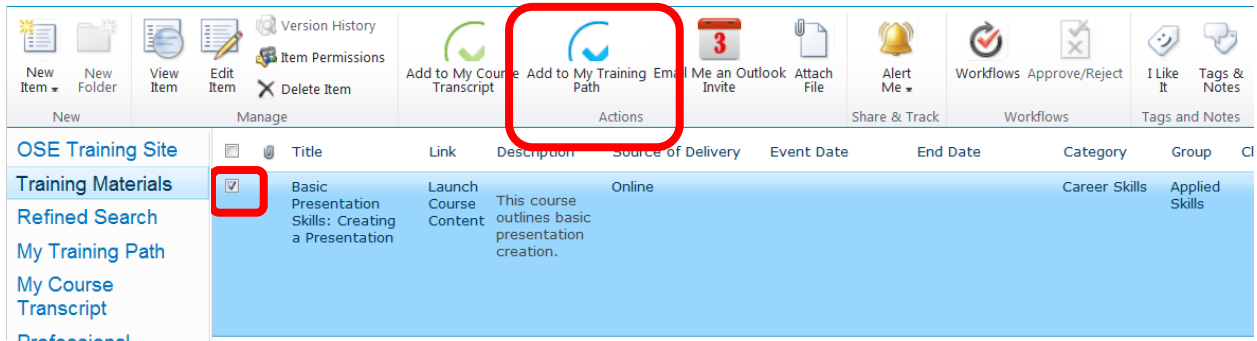 Version History
Item Permissions
Delete Item
New Item
New Folder
View Item
Edit Item
Add to My Course Transcript
Add to My Training Path
Email Me an Outlook Invite
3
Attach File
Alert Me
Workflows
Approve/Reject
I Like It
Tags & Notes
New
Manage
Actions
Share & Track
Workflows
Tags and Notes
OSE Training Site
Training Materials
Refined Search
My Training Path
My Course
Transcript
Professional
Title Link Description Source of Delivery Event Date End Date Category Group Cl
Basic
Presentation
Skills: Creating
a Presentation
Launch
Course
Content
This course
outlines basic
presentation
creation.
Online
Career Skills
Applied
Skills